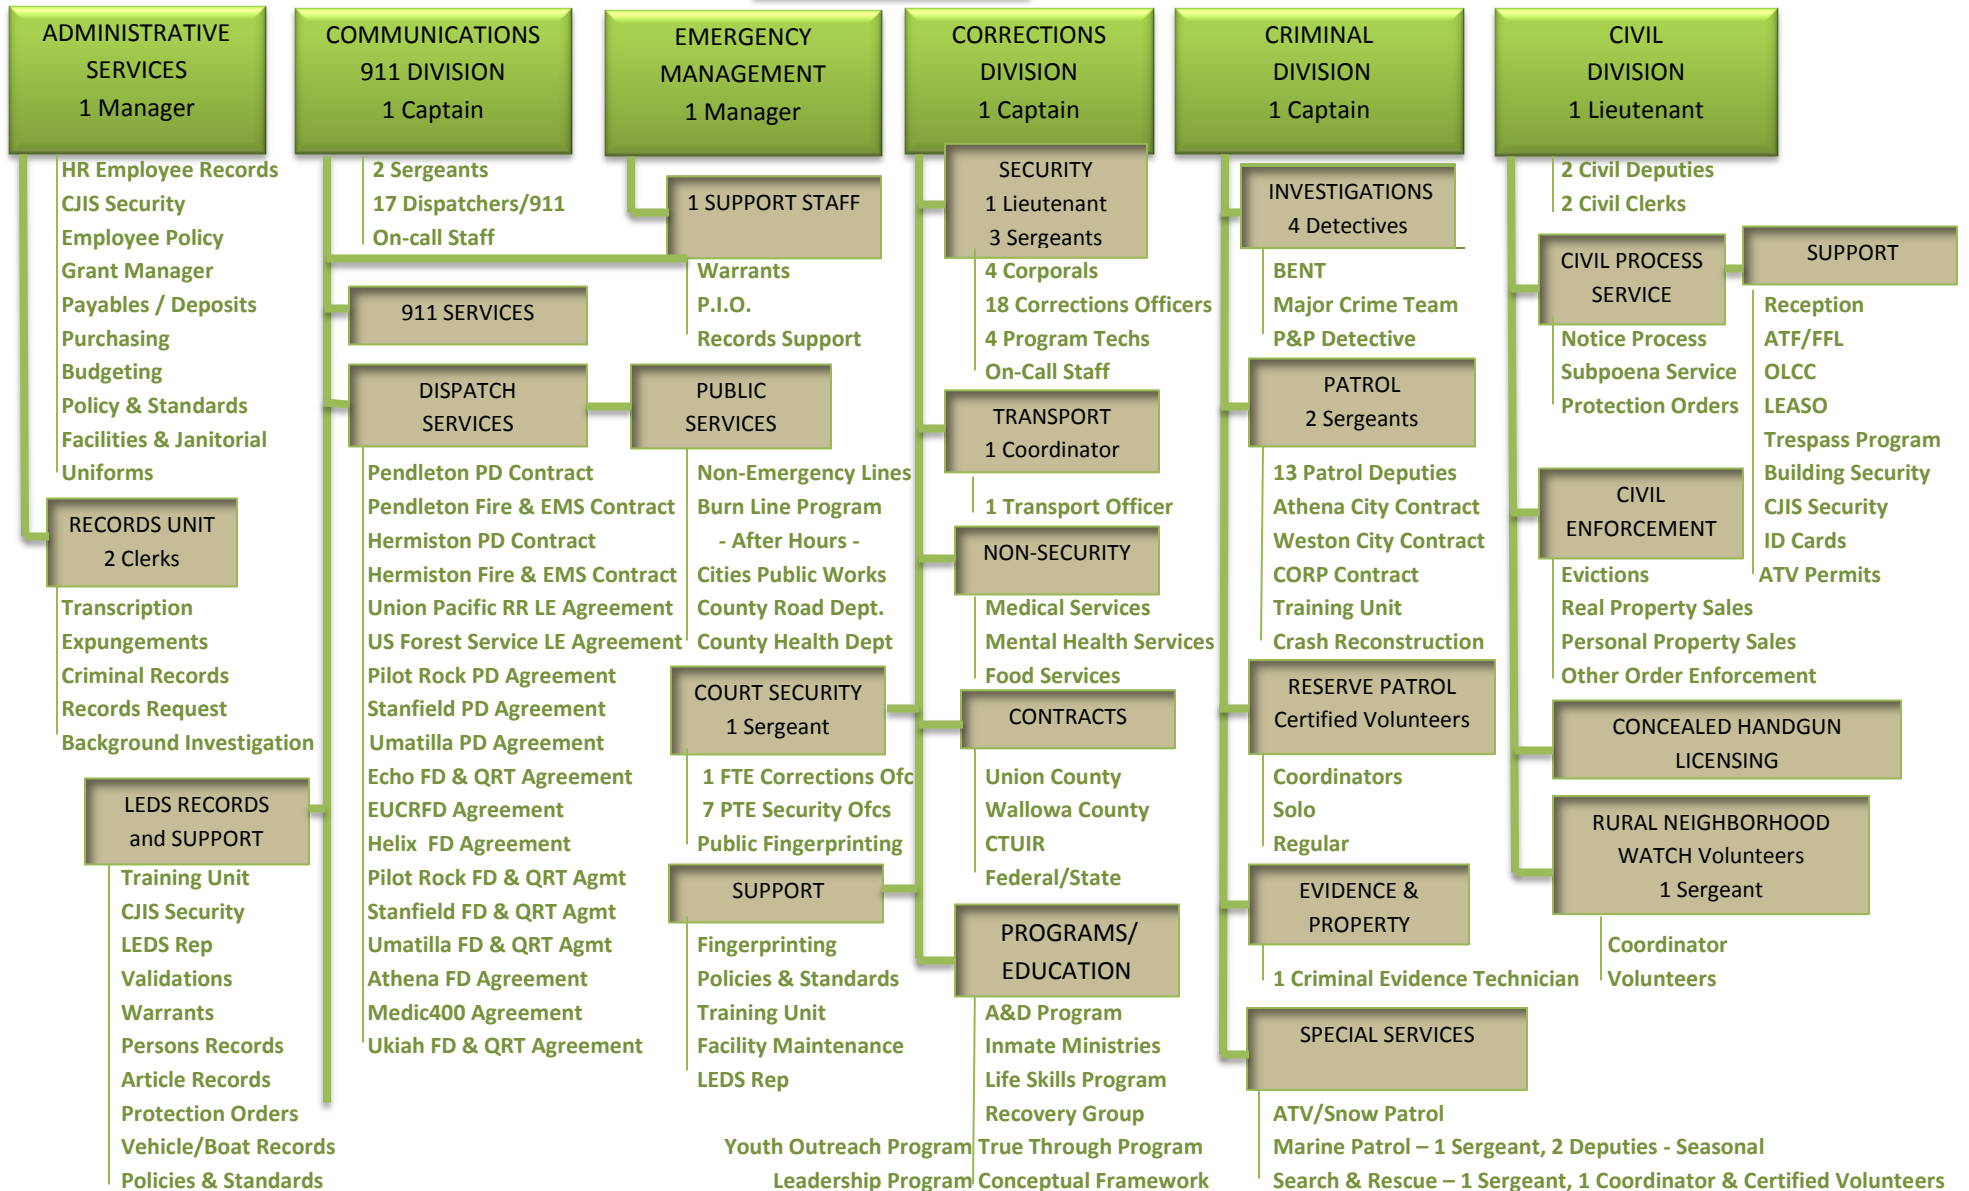 ADMINISTRATIVE
SERVICES
1 Manager
HR Employee Records
CJIS Security
Employee Policy
Grant Manager
Payables / Deposits
Purchasing
Budgeting
Policy & Standards
Facilities & Janitorial
Uniforms
RECORDS UNIT
2 Clerks
Transcription
Expungements
Criminal Records
Records Request
Background Investigation
LEDS RECORDS
and SUPPORT
Training Unit
CJIS Security
LEDS Rep
Validations
Warrants
Persons Records
Article Records
Protection Orders
Vehicle/Boat Records
Policies & Standards
COMMUNICATIONS
911 DIVISION
1 Captain
2 Sergeants
17 Dispatchers/911
On-call Staff
911 SERVICES
DISPATCH
SERVICES
Pendleton PD Contract
Pendleton Fire & EMS Contract
Hermiston PD Contract
Hermiston Fire & EMS Contract
Union Pacific RR LE Agreement
US Forest Service LE Agreement
Pilot Rock PD Agreement
Stanfield PD Agreement
Umatilla PD Agreement
Echo FD & QRT Agreement
EUCRFD Agreement
Helix FD Agreement
Pilot Rock FD & QRT Agmt
Stanfield FD & QRT Agmt
Umatilla FD & QRT Agmt
Athena FD Agreement
Medic400 Agreement
Ukiah FD & QRT Agreement
EMERGENCY
MANAGEMENT
1 Manager
1 SUPPORT STAFF
Warrants
P.I.O.
Records Support
PUBLIC
SERVICES
Non-Emergency Lines
Burn Line Program
- After Hours -
Cities Public Works
County Road Dept.
County Health Dept
COURT SECURITY
1 Sergeant
1 FTE Corrections Ofc
7 PTE Security Ofcs
Public Fingerprinting
SUPPORT
Fingerprinting
Policies & Standards
Training Unit
Facility Maintenance
LEDS Rep
CORRECTIONS
DIVISION
1 Captain
SECURITY
1 Lieutenant
3 Sergeants
4 Corporals
18 Corrections Officers
4 Program Techs
On-Call Staff
TRANSPORT
1 Coordinator
1 Transport Officer
NON-SECURITY
Medical Services
Mental Health Services
Food Services
CONTRACTS
Union County
Wallowa County
CTUIR
Federal/State
PROGRAMS/
EDUCATION
A&D Program
Inmate Ministries
Life Skills Program
Recovery Group
Youth Outreach Program True Through Program
Leadership Program Conceptual Framework
CRIMINAL
DIVISION
1 Captain
INVESTIGATIONS
4 Detectives
BENT
Major Crime Team
P&P Detective
PATROL
2 Sergeants
13 Patrol Deputies
Athena City Contract
Weston City Contract
CORP Contract
Training Unit
Crash Reconstruction
RESERVE PATROL
Certified Volunteers
Coordinators
Solo
Regular
EVIDENCE &
PROPERTY
1 Criminal Evidence Technician
SPECIAL SERVICES
ATV/Snow Patrol
Marine Patrol – 1 Sergeant, 2 Deputies - Seasonal
Search & Rescue – 1 Sergeant, 1 Coordinator & Certified Volunteers
CIVIL
DIVISION
1 Lieutenant
2 Civil Deputies
2 Civil Clerks
CIVIL PROCESS
SERVICE
Notice Process
Subpoena Service
Protection Orders
SUPPORT
Reception
ATF/FFL
OLCC
LEASO
Trespass Program
Building Security
CJIS Security
ID Cards
ATV Permits
CIVIL
ENFORCEMENT
Evictions
Real Property Sales
Personal Property Sales
Other Order Enforcement
CONCEALED HANDGUN
LICENSING
RURAL NEIGHBORHOOD
WATCH Volunteers
1 Sergeant
Coordinator
Volunteers